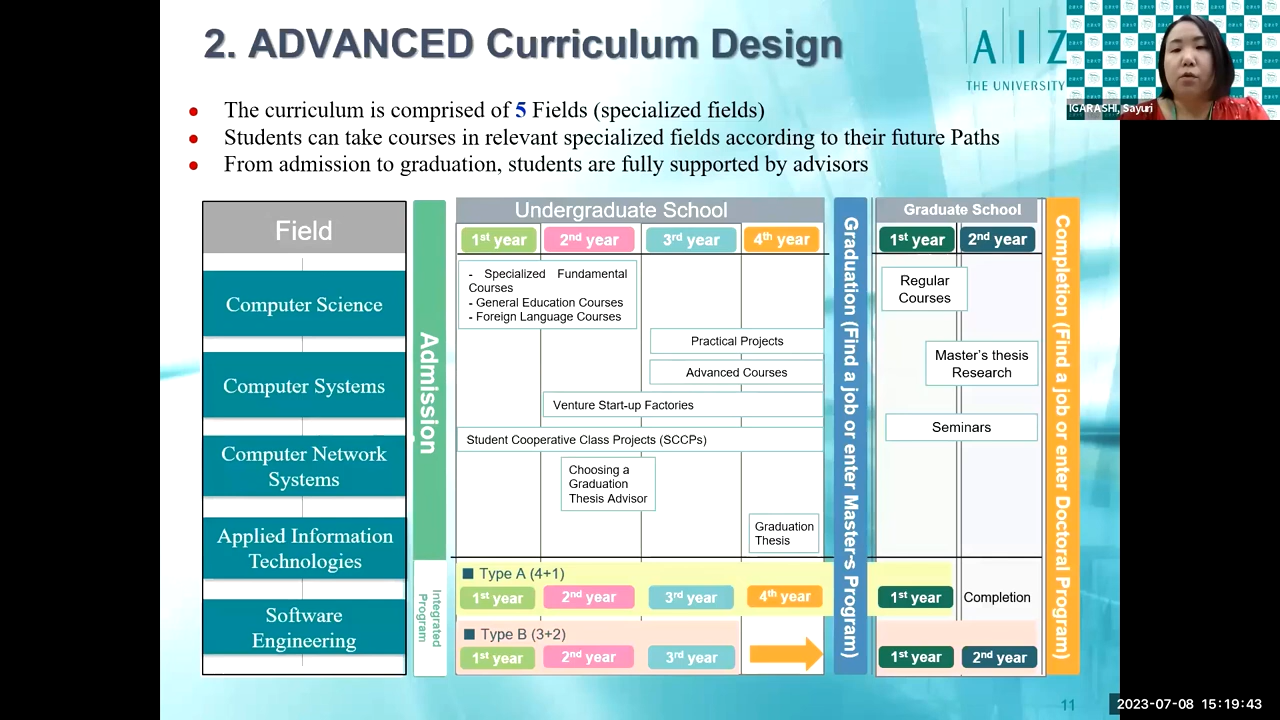 2. ADVANCED Curriculum Design
A I Z
THE UNIVERSITY
IGARASHI, Sayuri
The curriculum is comprised of 5 Fields (specialized fields)
Students can take courses in relevant specialized fields according to their future Paths
From admission to graduation, students are fully supported by advisors
Field
Computer Science
Computer Systems
Computer Network
Systems
Applied Information
Technologies
Software
Engineering
Admission
Integrated
Program
Undergraduate School
1st year
2nd year
3rd year
4th year
- Specialized Fundamental
Courses
- General Education Courses
- Foreign Language Courses
Practical Projects
Advanced Courses
Venture Start-up Factories
Student Cooperative Class Projects (SCCPs)
Choosing a
Graduation
Thesis Advisor
Graduation
Thesis
Type A (4+1)
1st year
2nd year
3rd year
4th year
Type B (3+2)
1st year
2nd year
3rd year
Graduation (Find a job or enter Master-s Program)
Graduate School
1st year
2nd year
Regular
Courses
Master's thesis
Research
Seminars
1st year
Completion
1st year
2nd year
Completion (Find a job or enter Doctoral Program)
11
2023-07-08 15:19:43